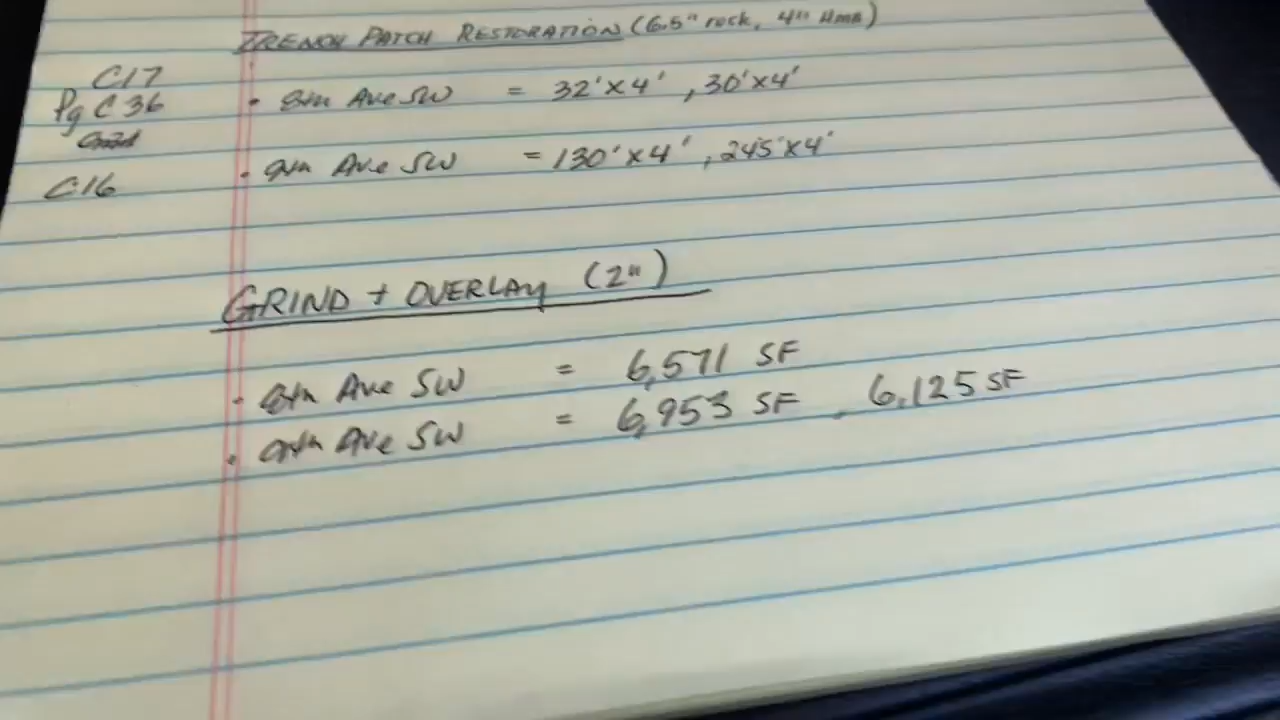 TRENCH PATCH RESTORATION (6.5" rock, 4" HMA)
C17
Pg C36 · 8th Ave SW = 32'x4', 30'x4'
C16 · 9th Ave SW = 130'x4', 245'x4'
GRIND + OVERLAY (2")
· 8th Ave SW = 6,571 SF
· 9th Ave SW = 6,953 SF, 6,125 SF